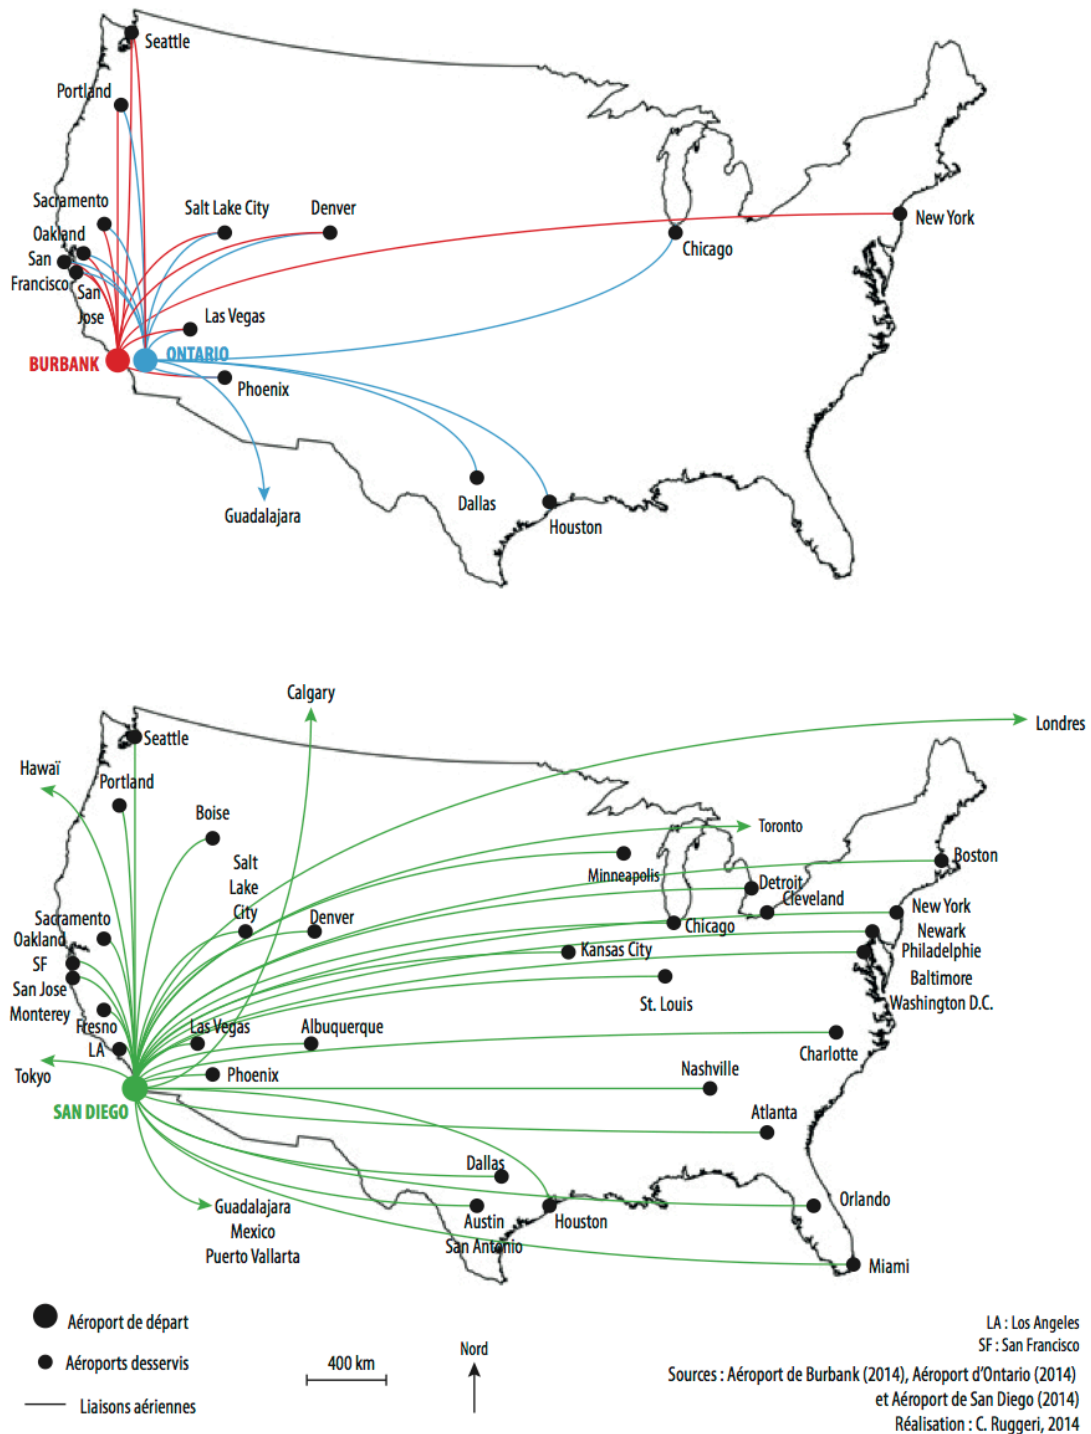 Seattle
Portland
Sacramento
Salt Lake City
Denver
Oakland
New York
San
Francisco
Chicago
San
Jose
Las Vegas
ONTARIO
BURBANK
Phoenix
Dallas
Guadalajara
Houston
Calgary
Londres
Seattle
Hawaï
Portland
Boise
Toronto
Salt
Lake
City
Minneapolis
Boston
Detroit
Cleveland
Sacramento
Denver
New York
Oakland
Chicago
Newark
SF
Kansas City
Philadelphie
San Jose
Baltimore
Monterey
St. Louis
Washington D.C.
Fresno
Las Vegas
Albuquerque
LA
Charlotte
Tokyo
Phoenix
Nashville
SAN DIEGO
Atlanta
Dallas
Guadalajara
Mexico
Puerto Vallarta
Austin
San Antonio
Houston
Orlando
Miami
Aéroport de départ
Aéroports desservis
Liaisons aériennes
400 km
Nord
LA : Los Angeles
SF : San Francisco
Sources : Aéroport de Burbank (2014), Aéroport d'Ontario (2014)
et Aéroport de San Diego (2014)
Réalisation : C. Ruggeri, 2014